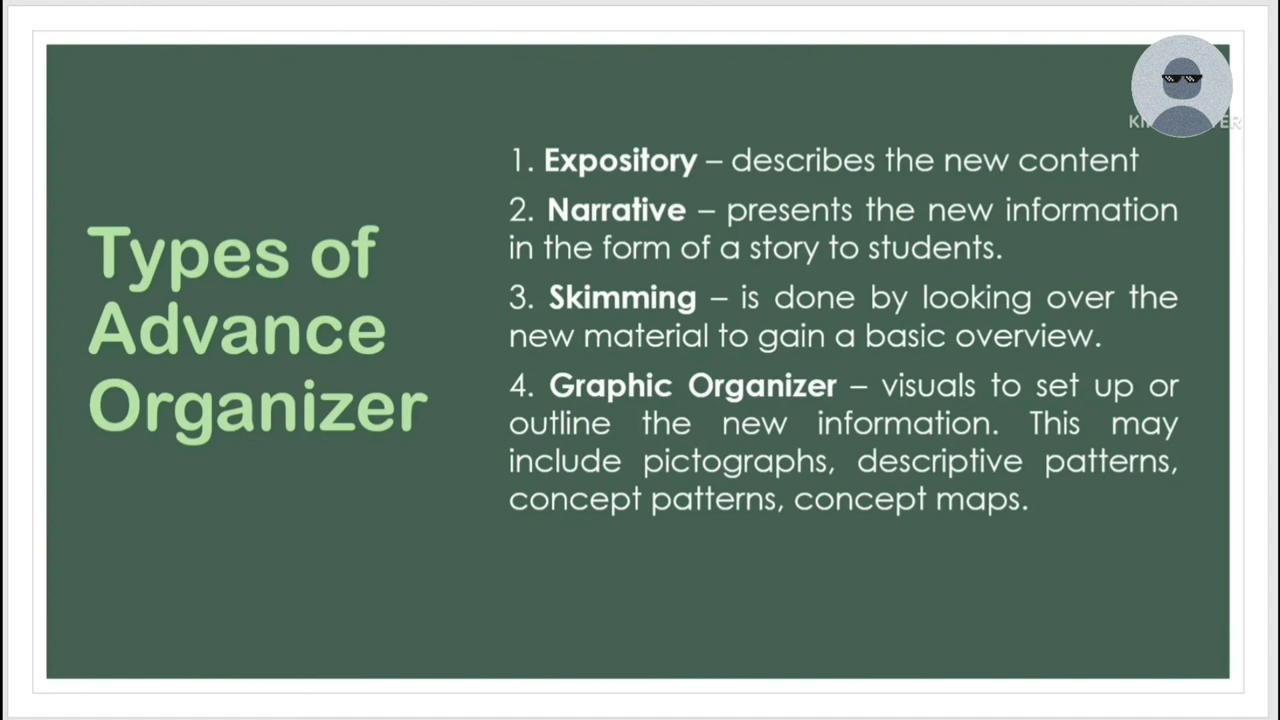 Types of
Advance
Organizer
1. Expository – describes the new content
2. Narrative – presents the new information
in the form of a story to students.
3. Skimming – is done by looking over the
new material to gain a basic overview.
4. Graphic Organizer – visuals to set up or
outline the new information. This may
include pictographs, descriptive patterns,
concept patterns, concept maps.